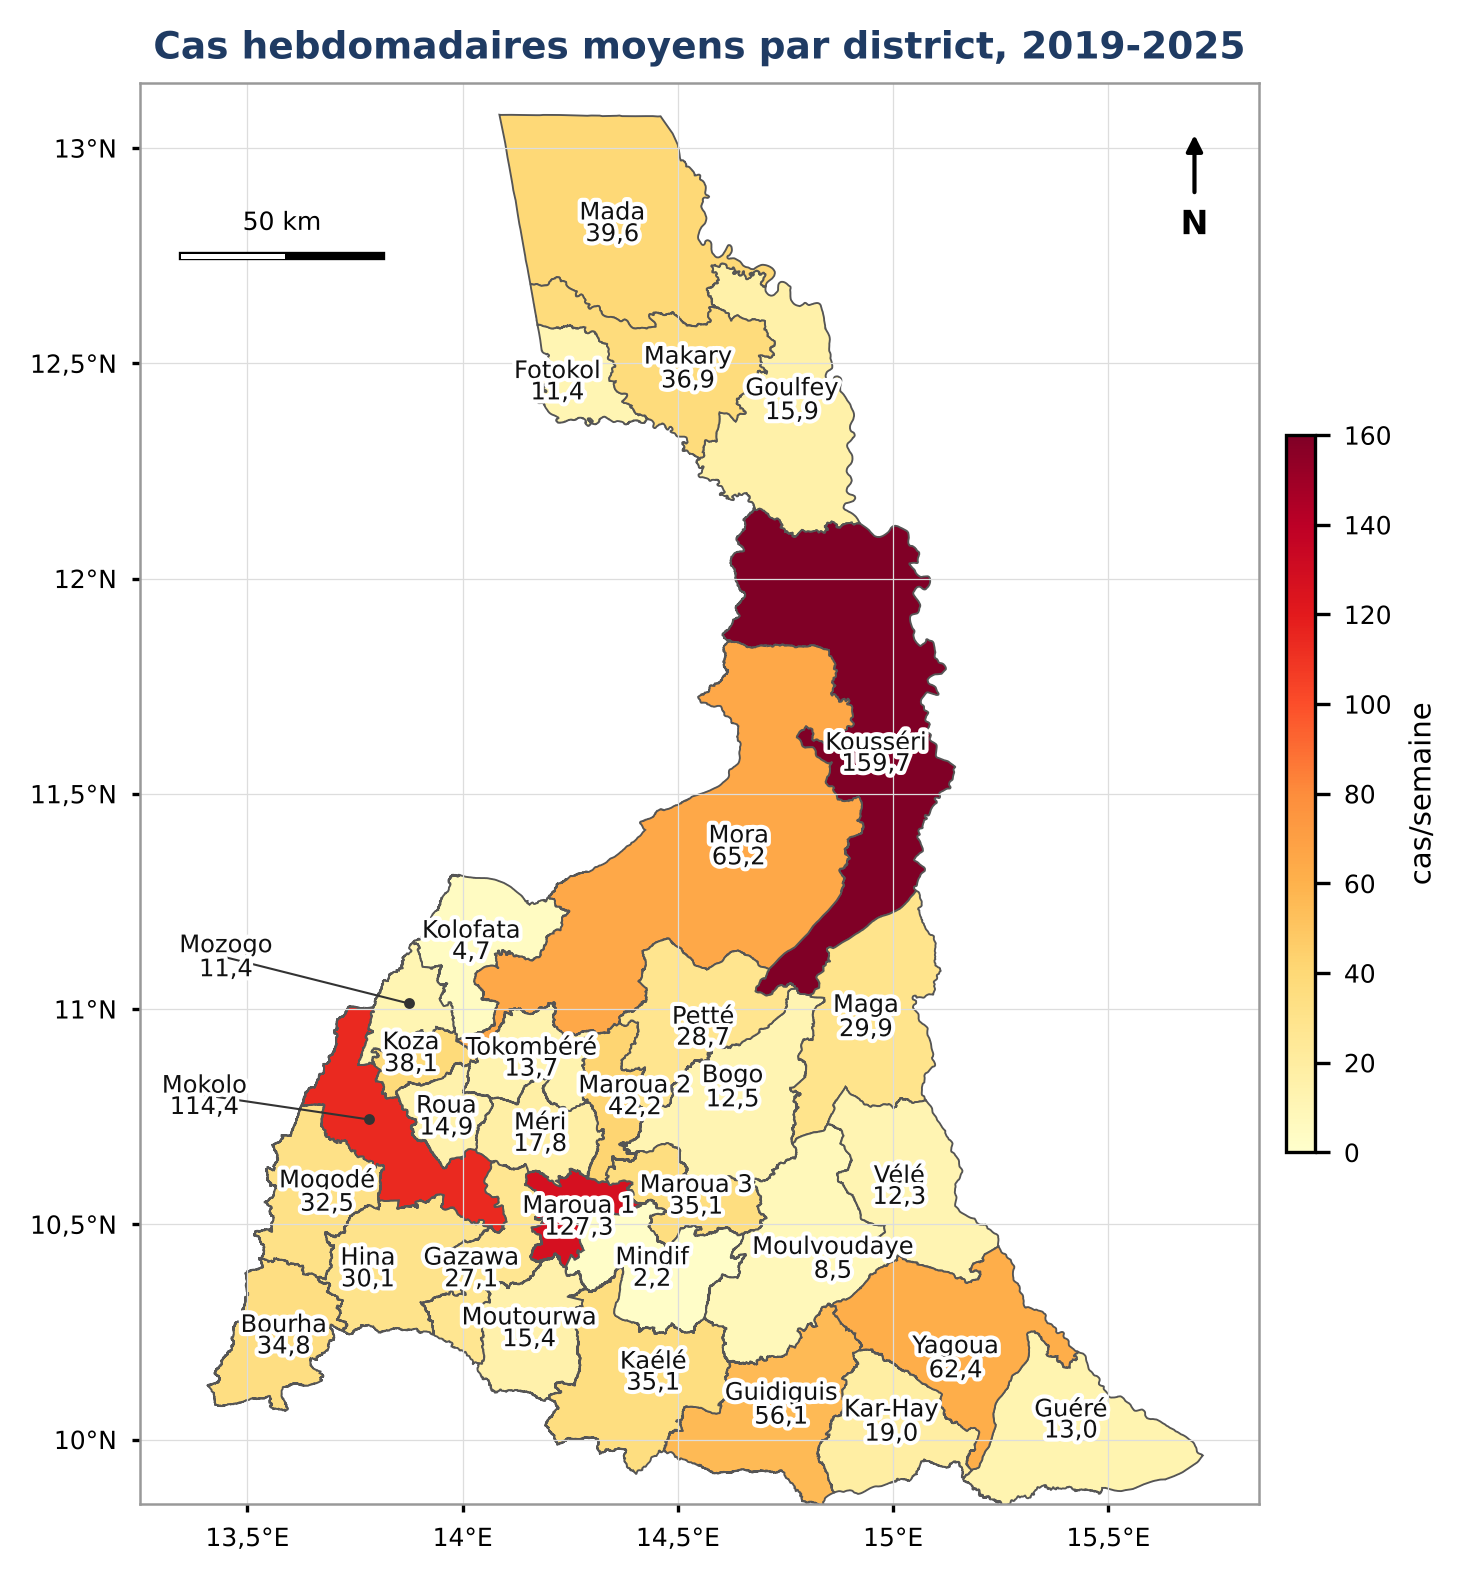 Cas hebdomadaires moyens par district, 2019-2025
13°N
12,5°N
12°N
11,5°N
11°N
10,5°N
10°N
50 km
N
Mada
39,6
Makary
36,9
Fotokol
11,4
Goulfey
15,9
Kousséri
159,7
Mora
65,2
Kolofata
4,7
Mozogo
11,4
Maga
29,9
Petté
28,7
Koza
38,1
Tokombéré
13,7
Bogo
12,5
Mokolo
114,4
Maroua 2
42,2
Roua
14,9
Méri
17,8
Mogodé
32,5
Maroua 3
35,1
Vélé
12,3
Maroua 1
127,3
Moulvoudaye
8,5
Hina
30,1
Gazawa
27,1
Mindif
2,2
Bourha
34,8
Moutourwa
15,4
Yagoua
62,4
Kaélé
35,1
Guidiguis
56,1
Kar-Hay
19,0
Guéré
13,0
13,5°E
14°E
14,5°E
15°E
15,5°E
160
140
120
100
80
60
40
20
0
cas/semaine